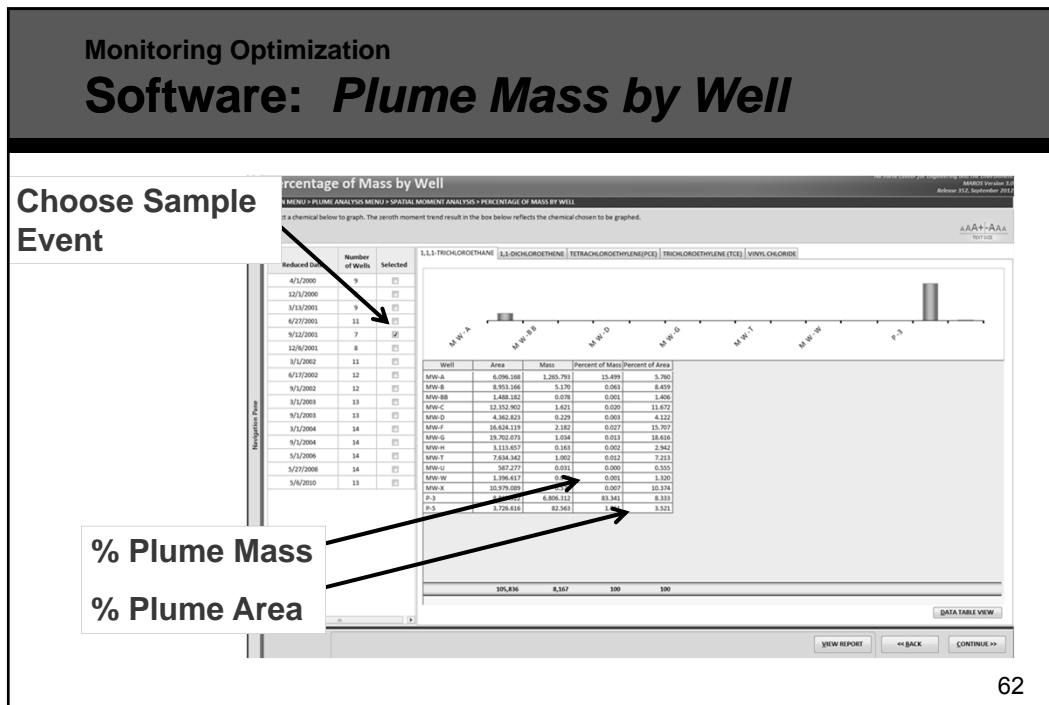 Monitoring Optimization
Software: Plume Mass by Well
Choose Sample
Event
rcentage of Mass by Well
MAROS Version 3.0
Release 352, September 2012
N MENU > PLUME ANALYSIS MENU > SPATIAL MOMENT ANALYSIS > PERCENTAGE OF MASS BY WELL
ct a chemical below to graph. The zeroth moment trend result in the box below reflects the chemical chosen to be graphed.
AAA+-AAA
TEXT SIZE
Reduced Date Number of Wells Selected
4/1/2000 9
12/1/2000
3/13/2001 9
6/27/2001 11
9/12/2001 7
12/6/2001 8
3/1/2002 11
6/17/2002 12
9/1/2002 12
3/1/2003 13
9/1/2003 13
3/1/2004 14
9/1/2004 14
5/1/2006 14
5/27/2008 14
5/6/2010 13
Navigation Pane
1,1,1-TRICHLOROETHANE 1,1-DICHLOROETHENE TETRACHLOROETHYLENE(PCE) TRICHLOROETHYLENE (TCE) VINYL CHLORIDE
MW-A MW-BB MW-D MW-G MW-T MW-W P-3
Well Area Mass Percent of Mass Percent of Area
MW-A 6,096.168 1,265.793 15.499 5.760
MW-B 8,953.166 5.170 0.063 8.459
MW-BB 1,488.182 0.078 0.001 1.406
MW-C 12,352.902 1.621 0.020 11.672
MW-D 4,362.823 0.229 0.003 4.122
MW-F 16,624.119 2.182 0.027 15.707
MW-G 19,702.073 1.034 0.013 18.616
MW-H 3,113.657 0.163 0.002 2.942
MW-T 7,634.342 1.002 0.012 7.213
MW-U 587.277 0.031 0.000 0.555
MW-W 1,396.617 0.001 1.320
MW-X 10,979.089 0.007 10.374
P-3 6,806.312 83.341 8.333
P-5 3,726.616 82.563 3.521
105,836 8,167 100 100
% Plume Mass
% Plume Area
DATA TABLE VIEW
VIEW REPORT << BACK CONTINUE >>
62